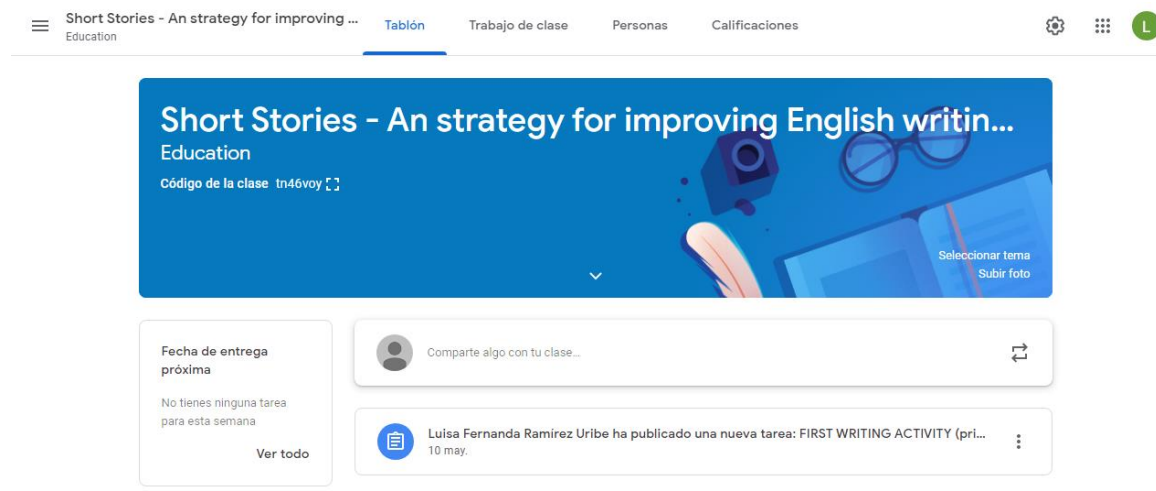 Short Stories - An strategy for improving ...
Education
Tablón
Trabajo de clase
Personas
Calificaciones
L
Short Stories - An strategy for improving English writin...
Education
Código de la clase tn46voy
Seleccionar tema
Subir foto
Fecha de entrega
próxima
No tienes ninguna tarea
para esta semana
Ver todo
Comparte algo con tu clase...
Luisa Fernanda Ramírez Uribe ha publicado una nueva tarea: FIRST WRITING ACTIVITY (pri...
10 may.